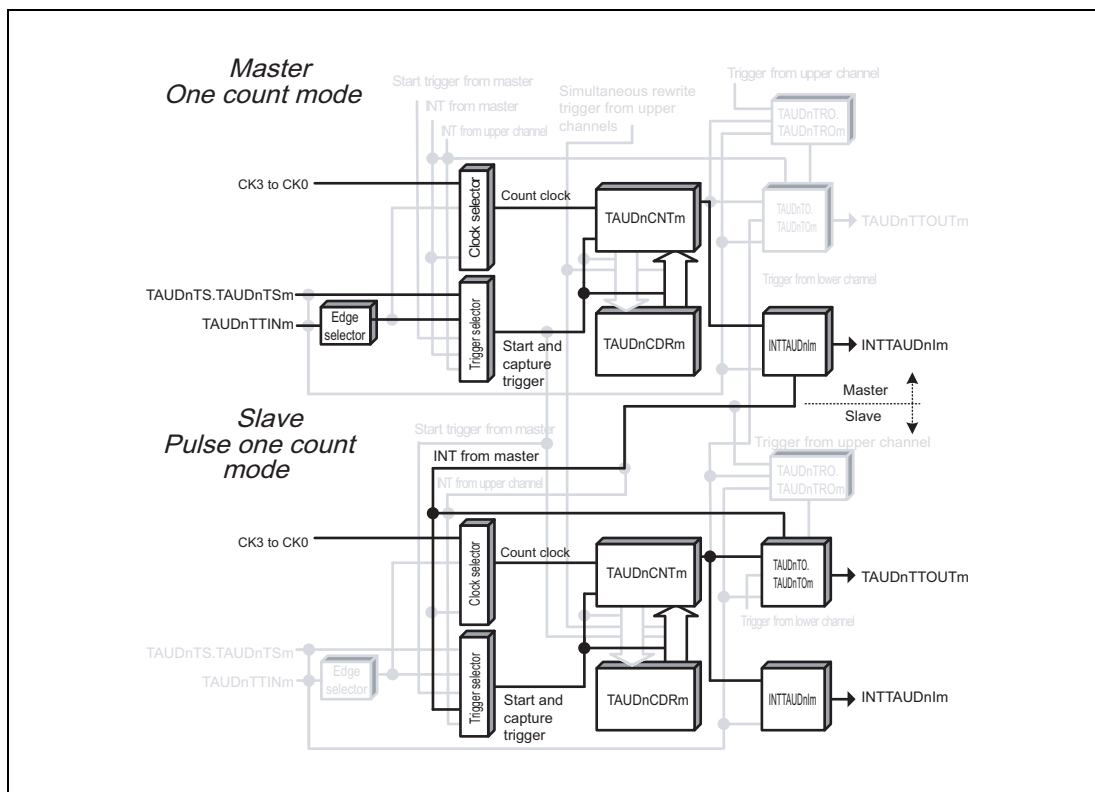 Master
One count mode
Start trigger from master
INT from master
INT from upper channel
Simultaneous rewrite
trigger from upper
channels
Trigger from upper channel
TAUDnTRO.
TAUDnTROm
CK3 to CK0
Clock selector
Count clock
TAUDnCNTm
TAUDnTO.
TAUDnTOm
TAUDnTTOUTm
TAUDnTS.TAUDnTSm
TAUDnTTINm
Edge
selector
Trigger selector
Start and
capture
trigger
TAUDnCDRm
Trigger from lower channel
INTTAUDnIm
INTTAUDnIm
Master
Slave
Slave
Pulse one count
mode
Start trigger from master
INT from master
INT from upper channel
Trigger from upper channel
TAUDnTRO.
TAUDnTROm
CK3 to CK0
Clock selector
Count clock
TAUDnCNTm
TAUDnTO.
TAUDnTOm
TAUDnTTOUTm
Trigger from lower channel
TAUDnTS.TAUDnTSm
TAUDnTTINm
Edge
selector
Trigger selector
Start and
capture
trigger
TAUDnCDRm
INTTAUDnIm
INTTAUDnIm